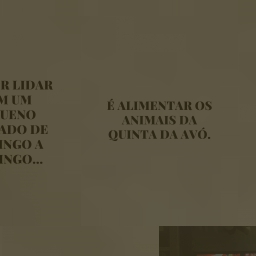 R LIDAR
M UM
UENO
ADO DE
INGO A
INGO...
É ALIMENTAR OS
ANIMAIS DA
QUINTA DA AVÓ.